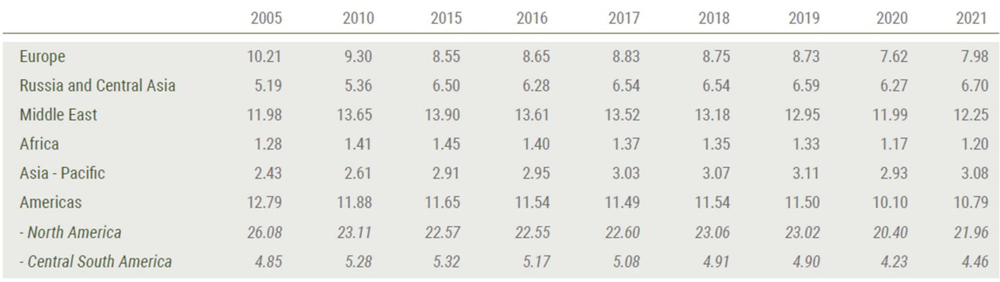 2005 2010 2015 2016 2017 2018 2019 2020 2021
Europe 10.21 9.30 8.55 8.65 8.83 8.75 8.73 7.62 7.98
Russia and Central Asia 5.19 5.36 6.50 6.28 6.54 6.54 6.59 6.27 6.70
Middle East 11.98 13.65 13.90 13.61 13.52 13.18 12.95 11.99 12.25
Africa 1.28 1.41 1.45 1.40 1.37 1.35 1.33 1.17 1.20
Asia - Pacific 2.43 2.61 2.91 2.95 3.03 3.07 3.11 2.93 3.08
Americas 12.79 11.88 11.65 11.54 11.49 11.54 11.50 10.10 10.79
- North America 26.08 23.11 22.57 22.55 22.60 23.06 23.02 20.40 21.96
- Central South America 4.85 5.28 5.32 5.17 5.08 4.91 4.90 4.23 4.46